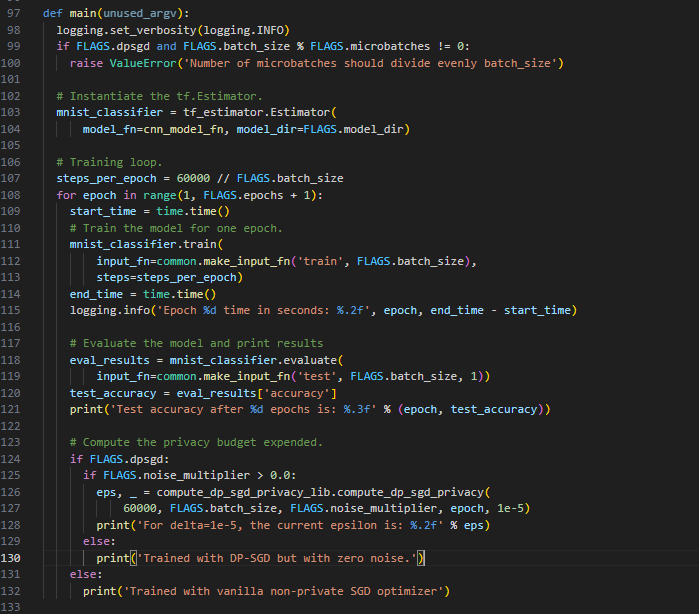 97 def main(unused_argv):
98   logging.set_verbosity(logging.INFO)
99   if FLAGS.dpsgd and FLAGS.batch_size % FLAGS.microbatches != 0:
100     raise ValueError('Number of microbatches should divide evenly batch_size')
101
102   # Instantiate the tf.Estimator.
103   mnist_classifier = tf_estimator.Estimator(
104       model_fn=cnn_model_fn, model_dir=FLAGS.model_dir)
105
106   # Training loop.
107   steps_per_epoch = 60000 // FLAGS.batch_size
108   for epoch in range(1, FLAGS.epochs + 1):
109     start_time = time.time()
110     # Train the model for one epoch.
111     mnist_classifier.train(
112         input_fn=common.make_input_fn('train', FLAGS.batch_size),
113         steps=steps_per_epoch)
114     end_time = time.time()
115     logging.info('Epoch %d time in seconds: %.2f', epoch, end_time - start_time)
116
117     # Evaluate the model and print results
118     eval_results = mnist_classifier.evaluate(
119         input_fn=common.make_input_fn('test', FLAGS.batch_size, 1))
120     test_accuracy = eval_results['accuracy']
121     print('Test accuracy after %d epochs is: %.3f' % (epoch, test_accuracy))
122
123     # Compute the privacy budget expended.
124     if FLAGS.dpsgd:
125       if FLAGS.noise_multiplier > 0.0:
126         eps, _ = compute_dp_sgd_privacy_lib.compute_dp_sgd_privacy(
127             60000, FLAGS.batch_size, FLAGS.noise_multiplier, epoch, 1e-5)
128         print('For delta=1e-5, the current epsilon is: %.2f' % eps)
129       else:
130         print('Trained with DP-SGD but with zero noise.')
131     else:
132       print('Trained with vanilla non-private SGD optimizer')
133